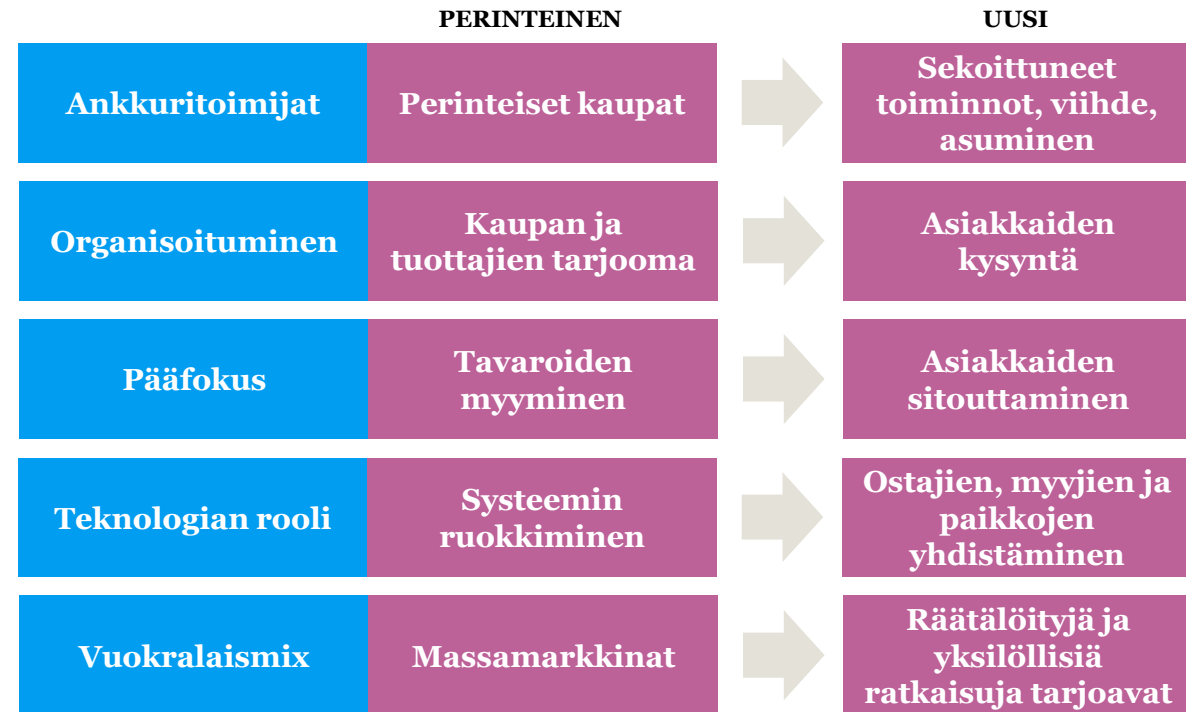 PERINTEINEN
UUSI
Ankkuritoimijat
Perinteiset kaupat
Sekoittuneet
toiminnot, viihde,
asuminen
Organisoituminen
Kaupan ja
tuottajien tarjooma
Asiakkaiden
kysyntä
Pääfokus
Tavaroiden
myyminen
Asiakkaiden
sitouttaminen
Teknologian rooli
Systeemin
ruokkiminen
Ostajien, myyjien ja
paikkojen
yhdistäminen
Vuokralaismix
Massamarkkinat
Räätälöityjä ja
yksilöllisiä
ratkaisuja tarjoavat